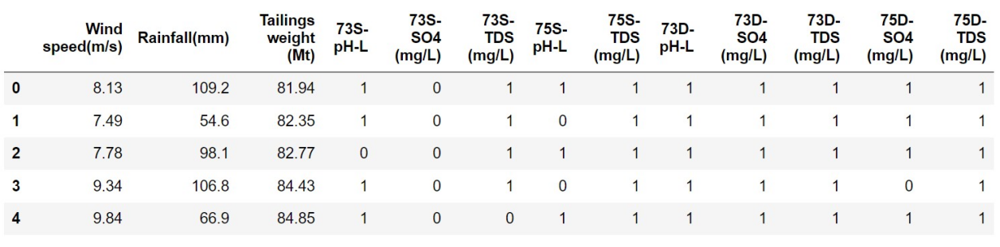 Wind speed(m/s) Rainfall(mm) Tailings weight (Mt) 73S-pH-L 73S-SO4 (mg/L) 73S-TDS (mg/L) 75S-pH-L 75S-TDS (mg/L) 73D-pH-L 73D-SO4 (mg/L) 73D-TDS (mg/L) 75D-SO4 (mg/L) 75D-TDS (mg/L)
0 8.13 109.2 81.94 1 0 1 1 1 1 1 1 1 1
1 7.49 54.6 82.35 1 0 1 0 1 1 1 1 1 1
2 7.78 98.1 82.77 0 0 1 1 1 1 1 1 1 1
3 9.34 106.8 84.43 1 0 1 0 1 1 1 1 0 1
4 9.84 66.9 84.85 1 0 0 1 1 1 1 1 1 1